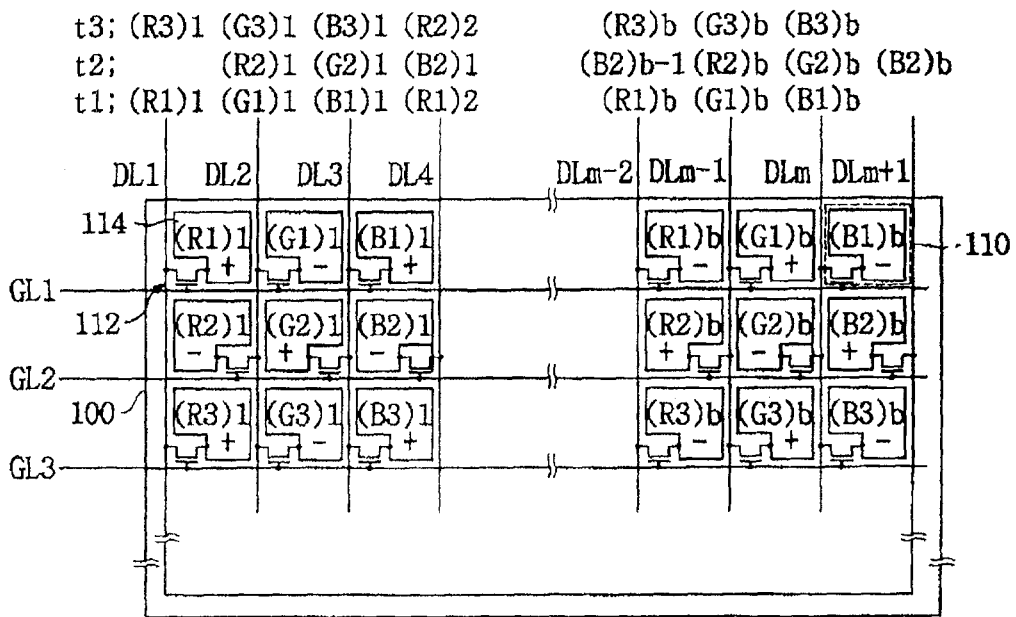 t3; (R3)1 (G3)1 (B3)1 (R2)2 (R3)b (G3)b (B3)b
t2; (R2)1 (G2)1 (B2)1 (B2)b-1 (R2)b (G2)b (B2)b
t1; (R1)1 (G1)1 (B1)1 (R1)2 (R1)b (G1)b (B1)b
DL1 DL2 DL3 DL4 DLm-2 DLm-1 DLm DLm+1
114 (R1)1 (G1)1 (B1)1 (R1)b (G1)b (B1)b 110
+ - + - + -
GL1
112 (R2)1 (G2)1 (B2)1 (R2)b (G2)b (B2)b
- + - + - +
GL2
100 (R3)1 (G3)1 (B3)1 (R3)b (G3)b (B3)b
+ - + - + -
GL3